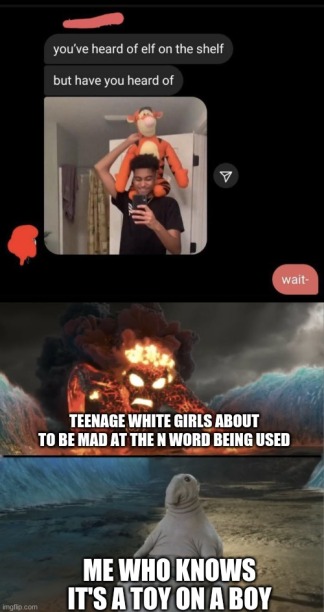 you've heard of elf on the shelf
but have you heard of
wait-
TEENAGE WHITE GIRLS ABOUT
TO BE MAD AT THE N WORD BEING USED
ME WHO KNOWS
IT'S A TOY ON A BOY
imgflip.com